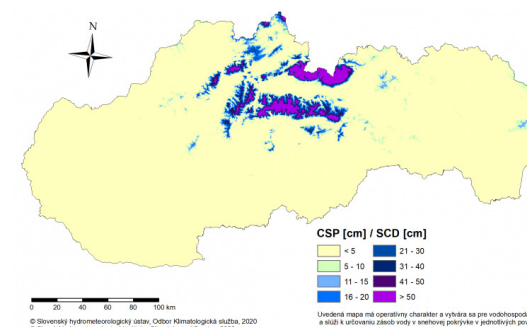 N
CSP [cm] / SCD [cm]
< 5
5 - 10
11 - 15
16 - 20
21 - 30
31 - 40
41 - 50
> 50
0 20 40 60 80 100 km
© Slovenský hydrometeorologický ústav, Odbor Klimatologická služba, 2020
Uvedená mapa má operatívny charakter a vytvára sa pre vodohospo
a slúži k určovaniu zásob vody v snehovej pokrývke v jednotlivých pov